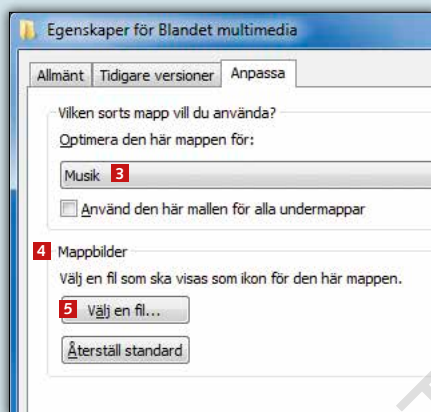 Egenskaper för Blandet multimedia
Allmänt Tidigare versioner Anpassa
Vilken sorts mapp vill du använda?
Optimera den här mappen för:
Musik 3
Använd den här mallen för alla undermappar
4 Mappbilder
Välj en fil som ska visas som ikon för den här mappen.
5 Välj en fil...
Återställ standard